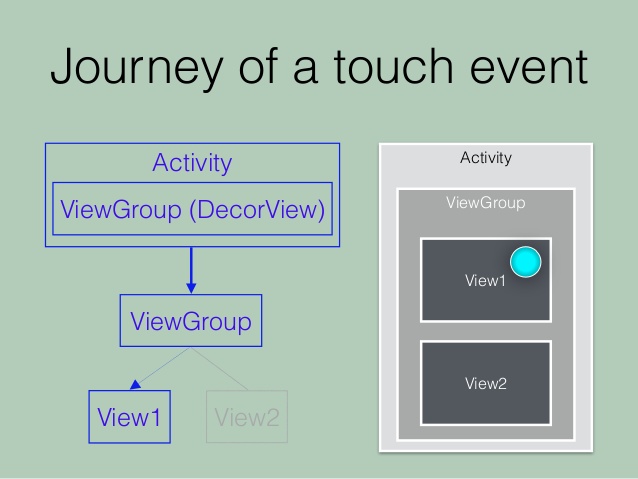 Journey of a touch event
Activity
ViewGroup (DecorView)
ViewGroup
View1
View2
Activity
ViewGroup
View1
View2